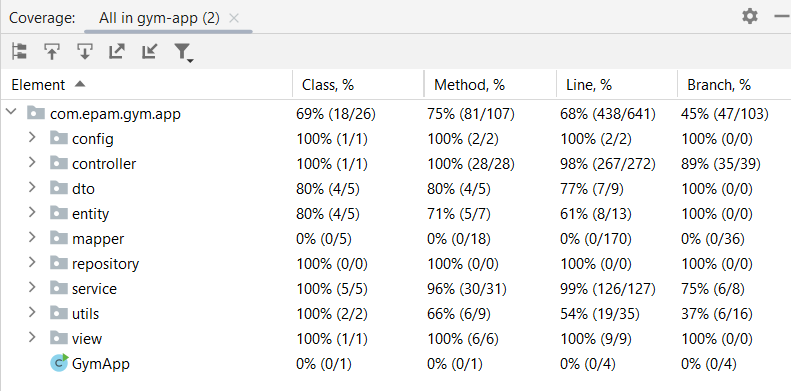 Coverage: All in gym-app (2)
Element Class, % Method, % Line, % Branch, %
com.epam.gym.app 69% (18/26) 75% (81/107) 68% (438/641) 45% (47/103)
config 100% (1/1) 100% (2/2) 100% (2/2) 100% (0/0)
controller 100% (1/1) 100% (28/28) 98% (267/272) 89% (35/39)
dto 80% (4/5) 80% (4/5) 77% (7/9) 100% (0/0)
entity 80% (4/5) 71% (5/7) 61% (8/13) 100% (0/0)
mapper 0% (0/5) 0% (0/18) 0% (0/170) 0% (0/36)
repository 100% (0/0) 100% (0/0) 100% (0/0) 100% (0/0)
service 100% (5/5) 96% (30/31) 99% (126/127) 75% (6/8)
utils 100% (2/2) 66% (6/9) 54% (19/35) 37% (6/16)
view 100% (1/1) 100% (6/6) 100% (9/9) 100% (0/0)
C GymApp 0% (0/1) 0% (0/1) 0% (0/4) 0% (0/4)